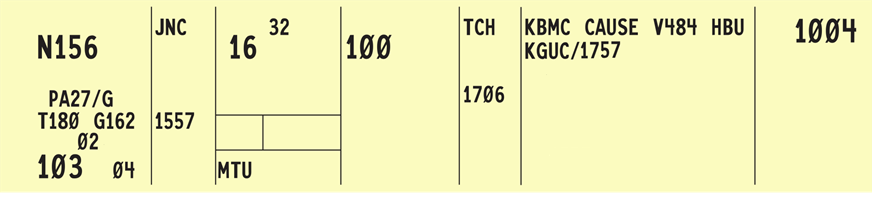 N156
PA27/G
T180 G162
02
103 04
JNC
1557
32
16
MTU
100
TCH
1706
KBMC CAUSE V484 HBU
KGUC/1757
1004